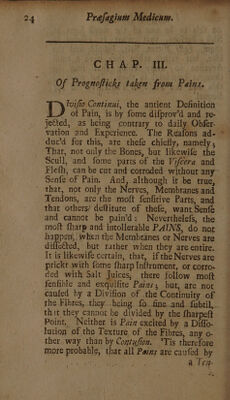 24 Præsagium Medicum.
CHAP. III.
Of Prognosticks taken from Pains.
Divisio Continui, the antient Definition
of Pain, is by some disprov'd and re-
jected, as being contrary to daily Obser-
vation and Experience. The Reasons ad-
duc'd for this, are these chiefly, namely;
That, not only the Bones, but likewise the
Scull, and some parts of the Viscera and
Flesh, can be cut and corroded without any
Sense of Pain. And, although it be true,
that, not only the Nerves, Membranes and
Tendons, are the most sensitive Parts, and
that others destitute of these, want Sense
and cannot be pain'd: Nevertheless, the
most sharp and intollerable PAINS, do not
happen, when the Membranes or Nerves are
dissected, but rather when they are entire.
It is likewise certain, that, if the Nerves are
prickt with some sharp Instrument, or corro-
ded with Salt Juices, there follow most
sensible and exquisite Pains; but, are not
caused by a Division of the Continuity of
the Fibres, they being so fine and subtil,
that they cannot be divided by the sharpest
Point. Neither is Pain excited by a Disso-
lution of the Texture of the Fibres, any o-
ther way than by Contusion. 'Tis therefore
more probable, that all Pains are caused by
a Ten-